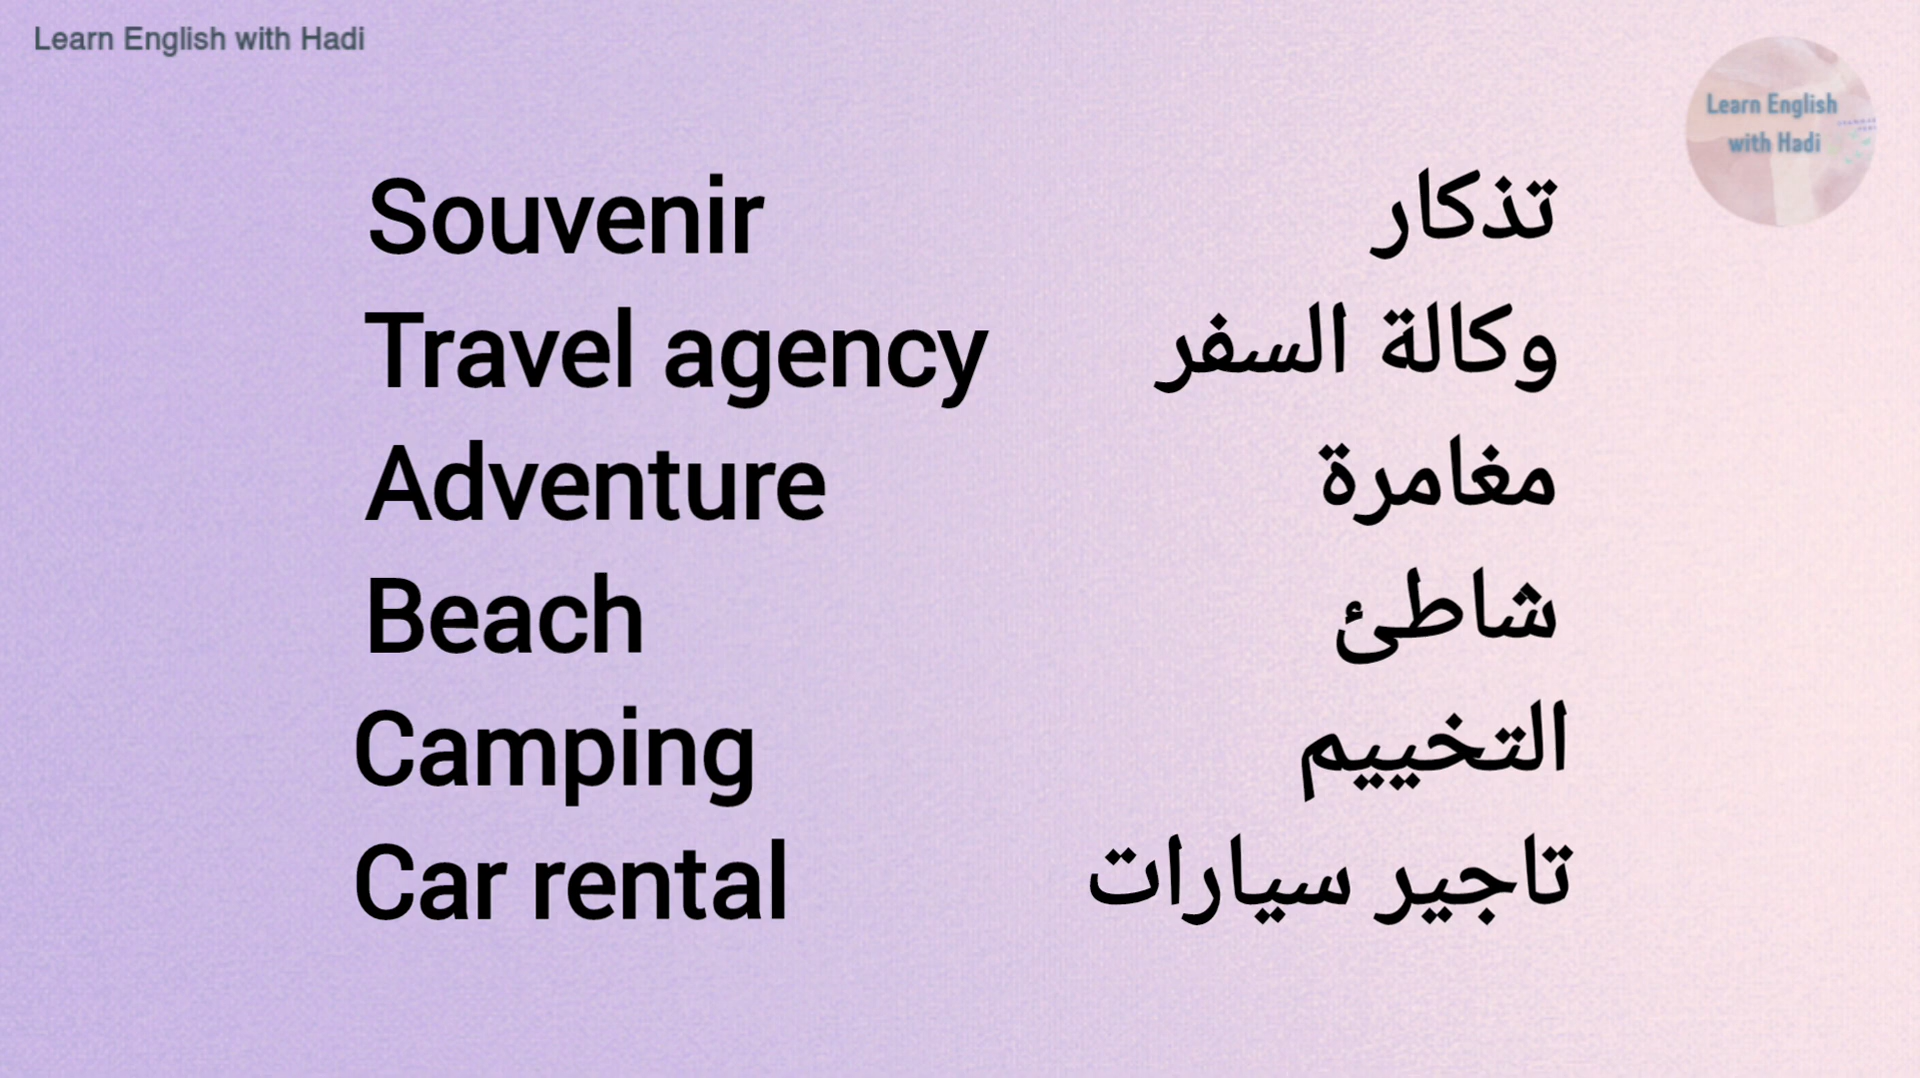 Learn English with Hadi
Learn English
with Hadi
Souvenir تذكار
Travel agency وكالة السفر
Adventure مغامرة
Beach شاطئ
Camping التخييم
Car rental تاجير سيارات